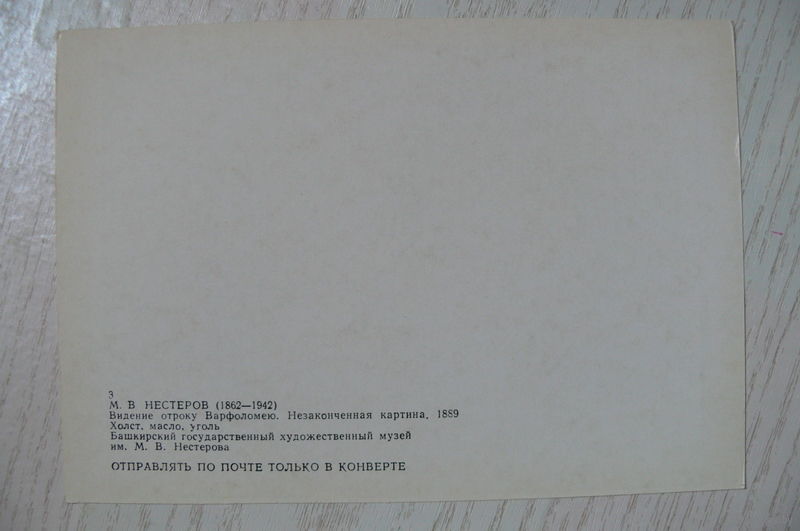 3
М. В НЕСТЕРОВ (1862—1942)
Видение отроку Варфоломею. Незаконченная картина, 1889
Холст, масло, уголь
Башкирский государственный художественный музей
им. М. В. Нестерова
ОТПРАВЛЯТЬ ПО ПОЧТЕ ТОЛЬКО В КОНВЕРТЕ